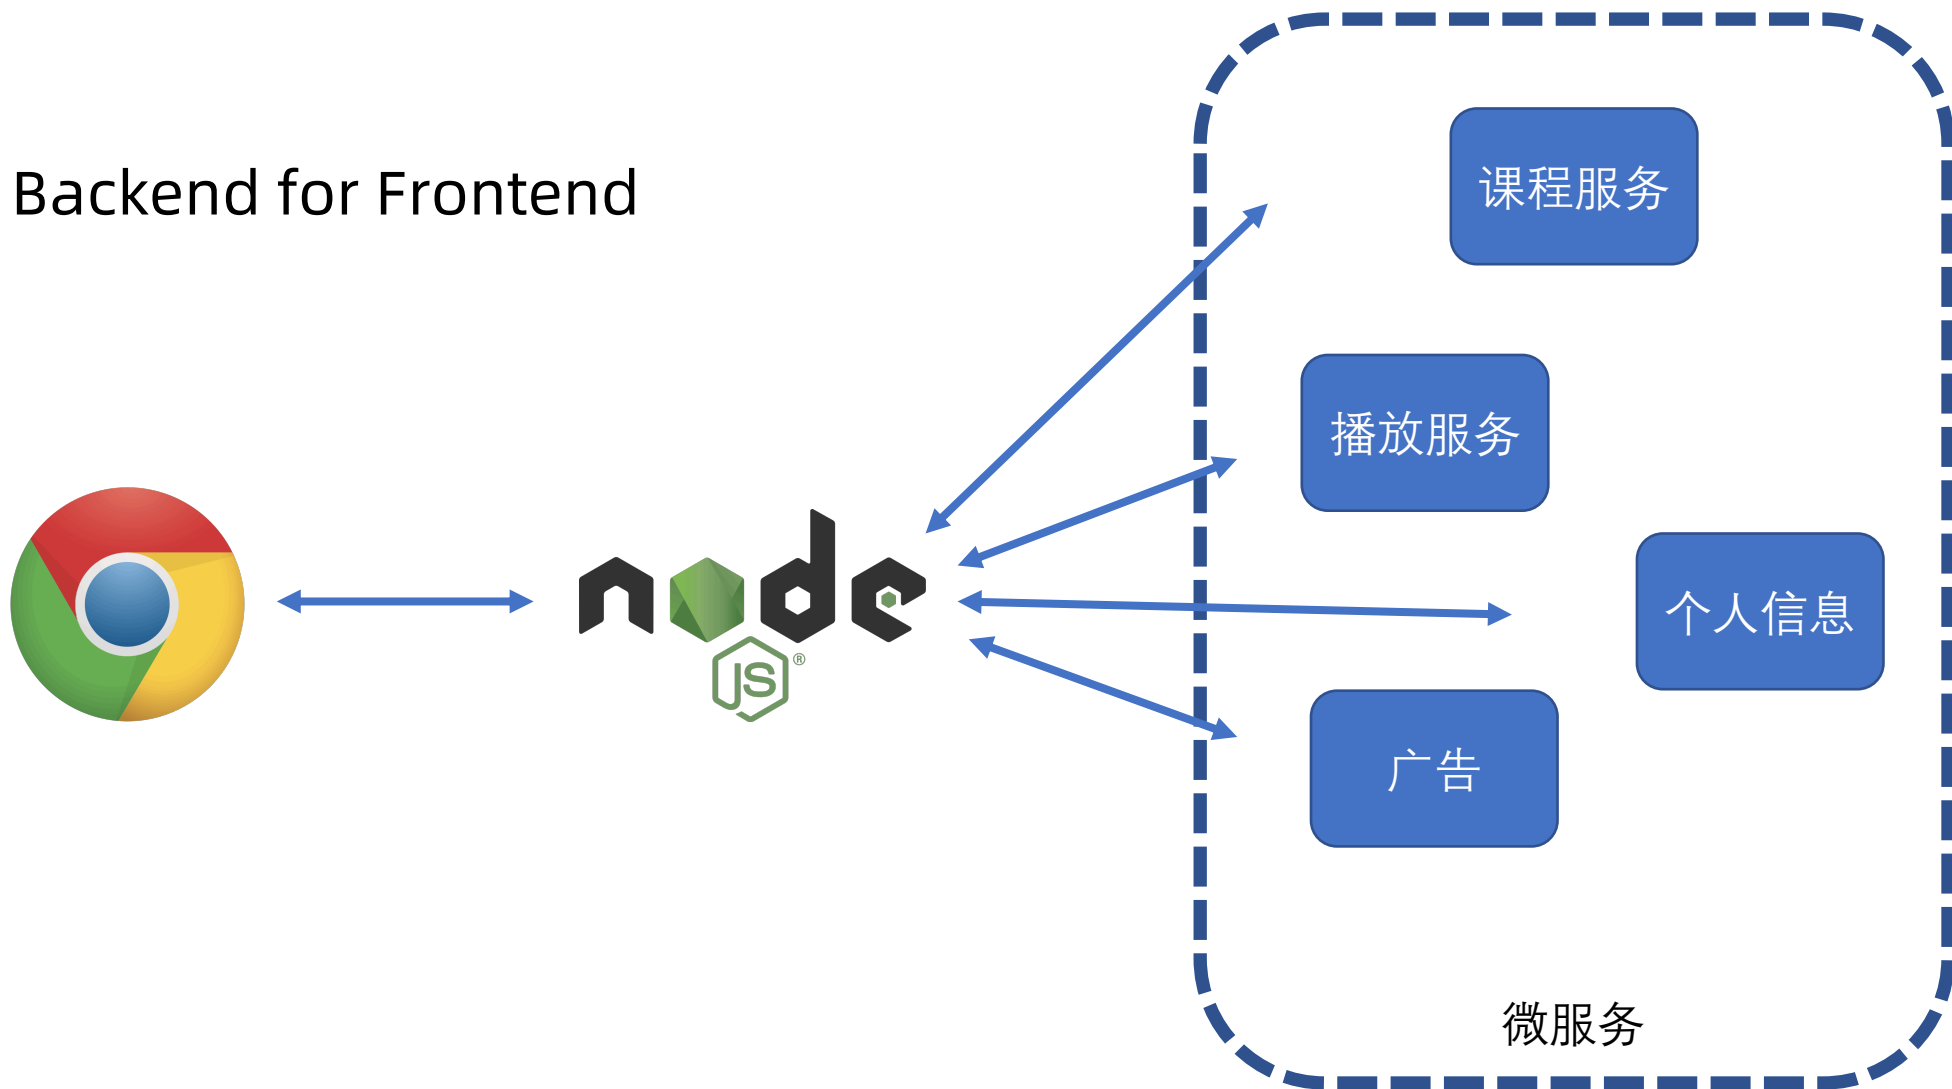 Backend for Frontend
课程服务
播放服务
个人信息
广告
node
JS®
微服务